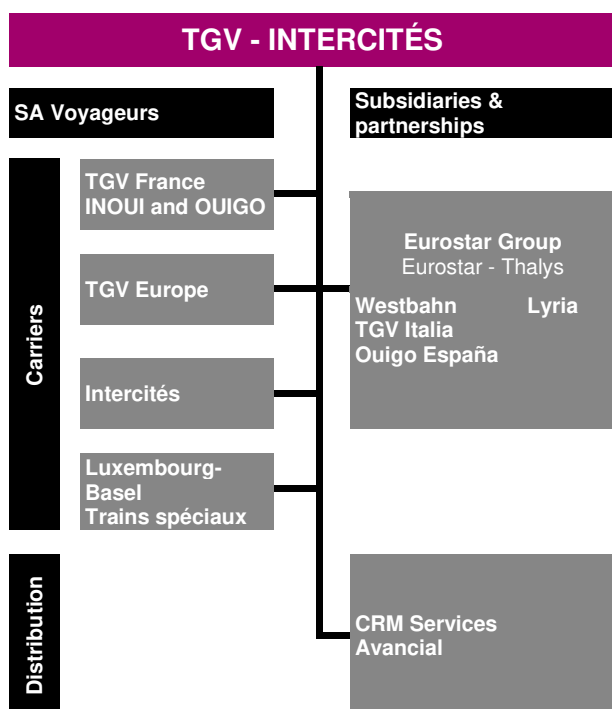 TGV - INTERCITÉS
SA Voyageurs
Subsidiaries &
partnerships
Carriers
TGV France
INOUI and OUIGO
TGV Europe
Intercités
Luxembourg-
Basel
Trains spéciaux
Eurostar Group
Eurostar - Thalys
Westbahn Lyria
TGV Italia
Ouigo España
Distribution
CRM Services
Avancial